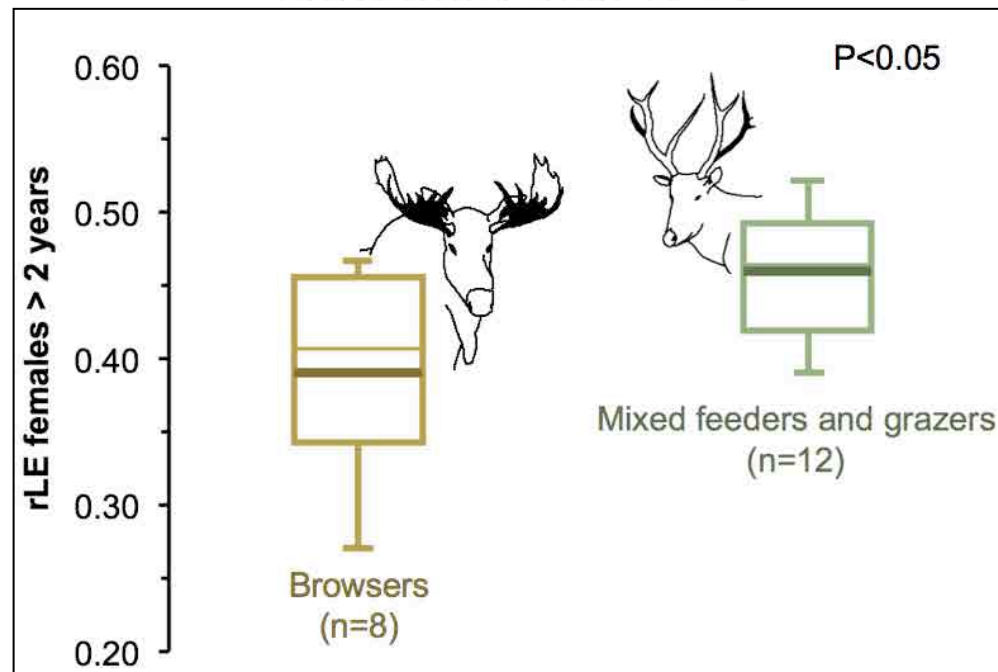 P<0.05
rLE females > 2 years
0.60
0.50
0.40
0.30
0.20
Mixed feeders and grazers
(n=12)
Browsers
(n=8)